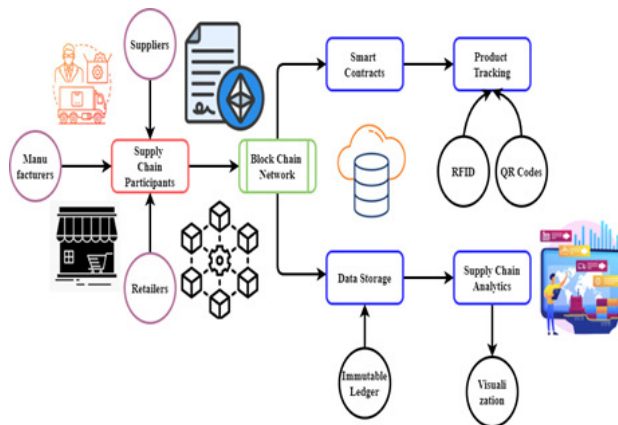 Suppliers
Manu
facturers
Supply
Chain
Participants
Retailers
Block Chain
Network
Smart
Contracts
Product
Tracking
RFID
QR Codes
Data Storage
Supply Chain
Analytics
Immutable
Ledger
Visuali
zation